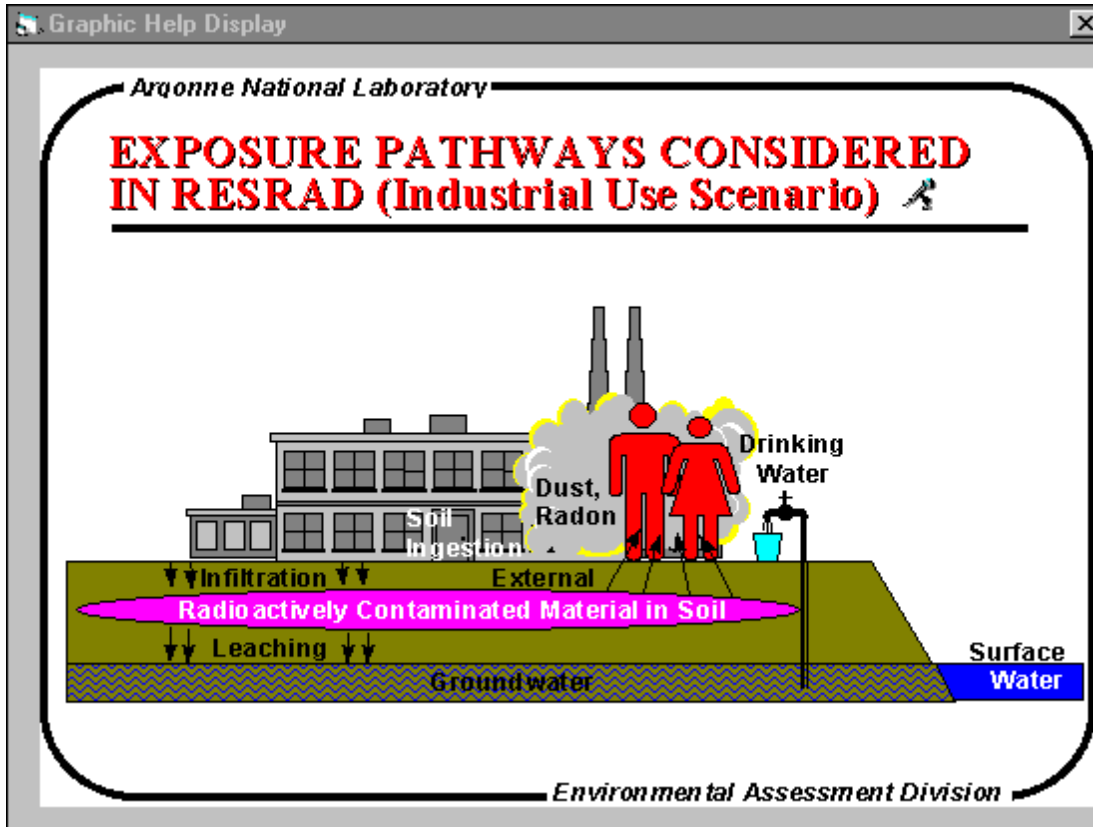 Graphic Help Display
Argonne National Laboratory
EXPOSURE PATHWAYS CONSIDERED
IN RESRAD (Industrial Use Scenario)
Drinking
Water
Dust,
Radon
Soil
Ingestion
Infiltration
External
Radioactively Contaminated Material in Soil
Leaching
Groundwater
Surface
Water
Environmental Assessment Division